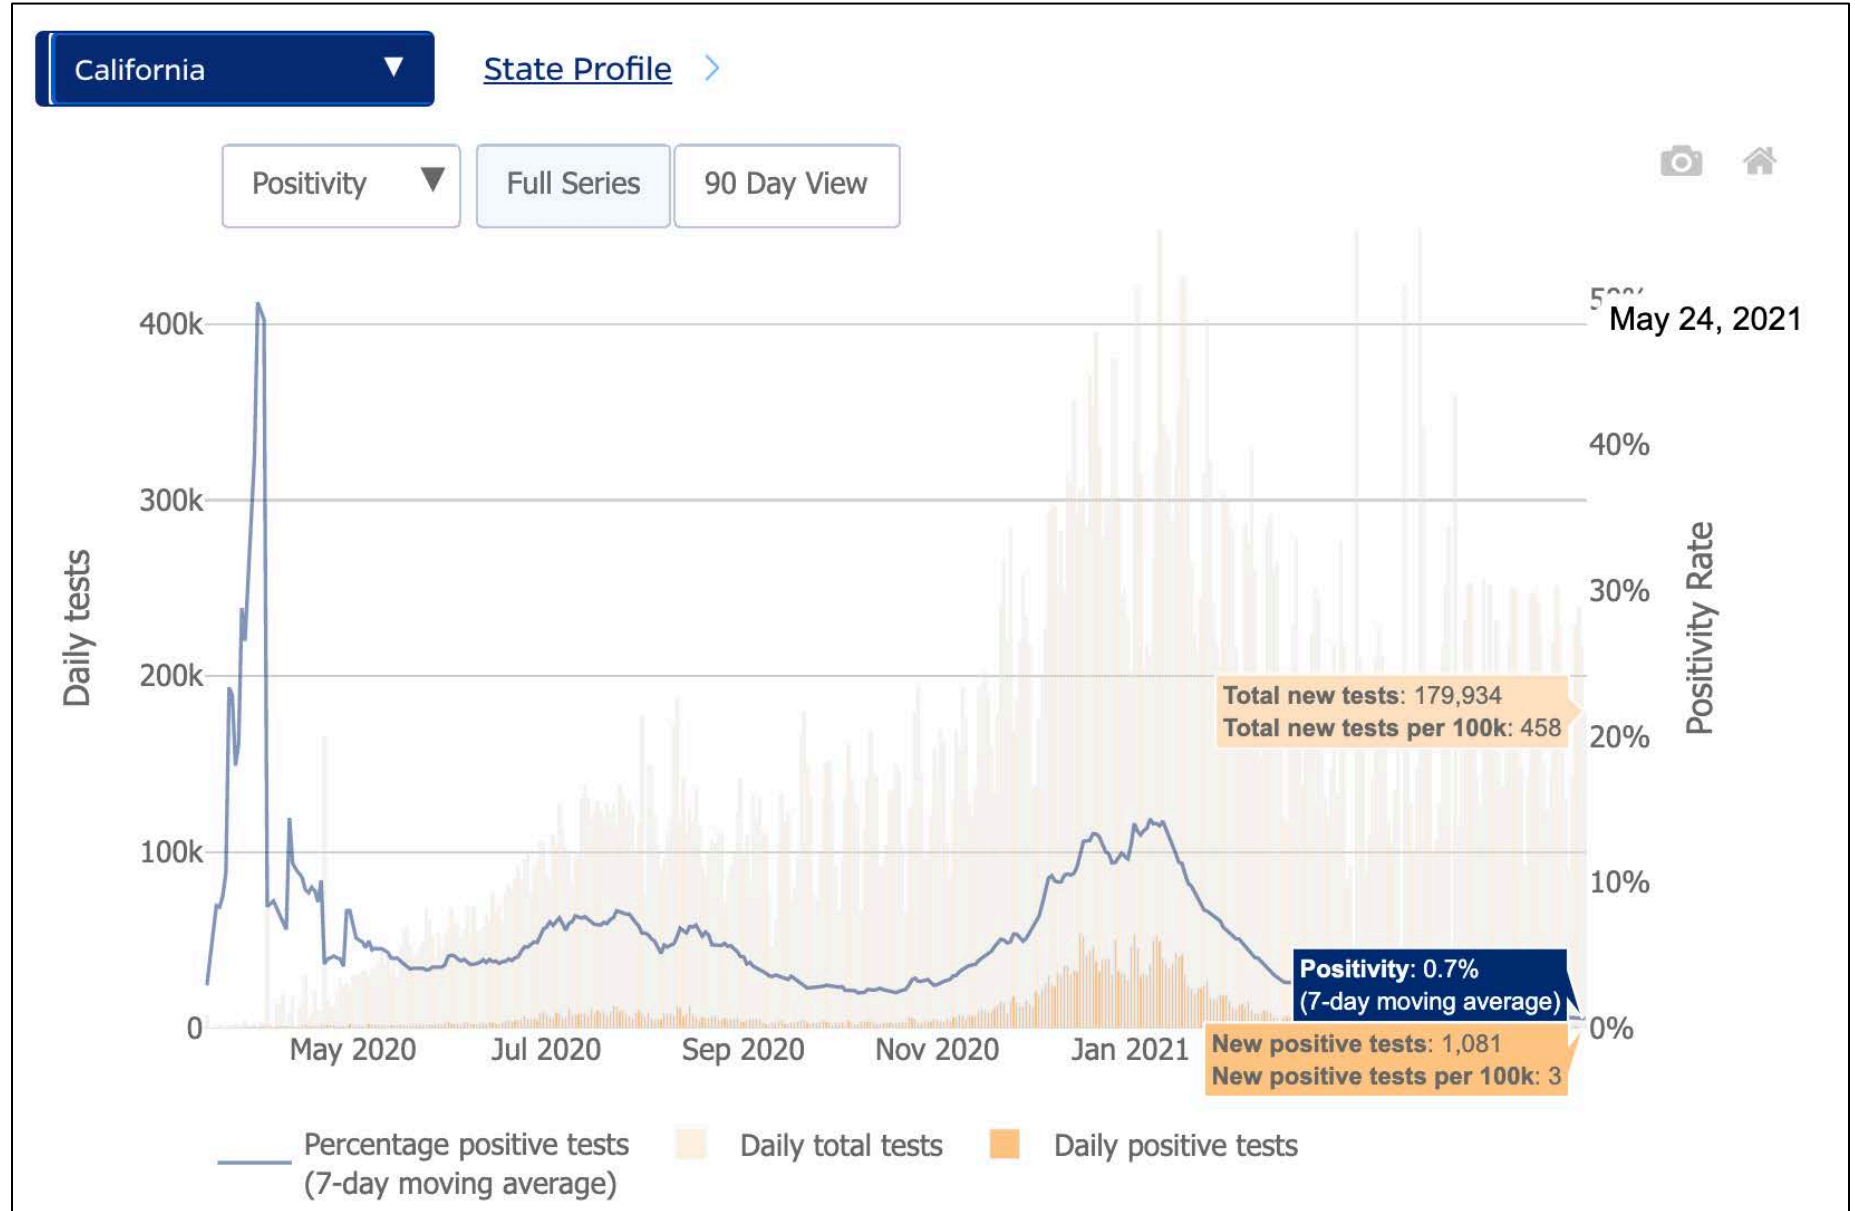 California ▼
State Profile >
Positivity ▼
Full Series
90 Day View
400k
300k
200k
100k
0
Daily tests
May 24, 2021
40%
30%
20%
10%
0%
Positivity Rate
Total new tests: 179,934
Total new tests per 100k: 458
Positivity: 0.7%
(7-day moving average)
New positive tests: 1,081
New positive tests per 100k: 3
May 2020
Jul 2020
Sep 2020
Nov 2020
Jan 2021
Percentage positive tests
(7-day moving average)
Daily total tests
Daily positive tests